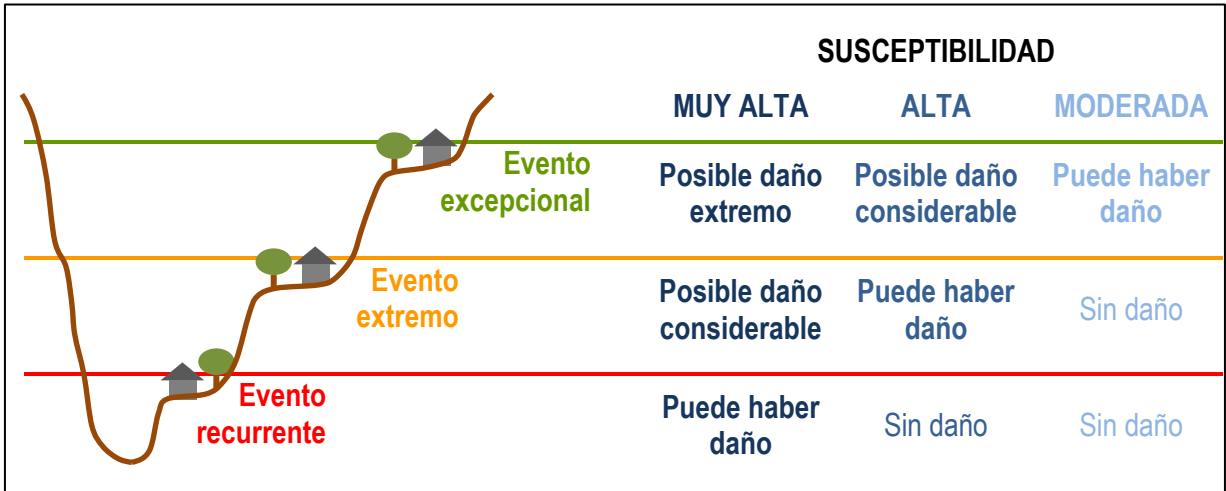 SUSCEPTIBILIDAD
MUY ALTA ALTA MODERADA
Evento
excepcional
Posible daño
extremo
Posible daño
considerable
Puede haber
daño
Evento
extremo
Posible daño
considerable
Puede haber
daño
Sin daño
Evento
recurrente
Puede haber
daño
Sin daño
Sin daño